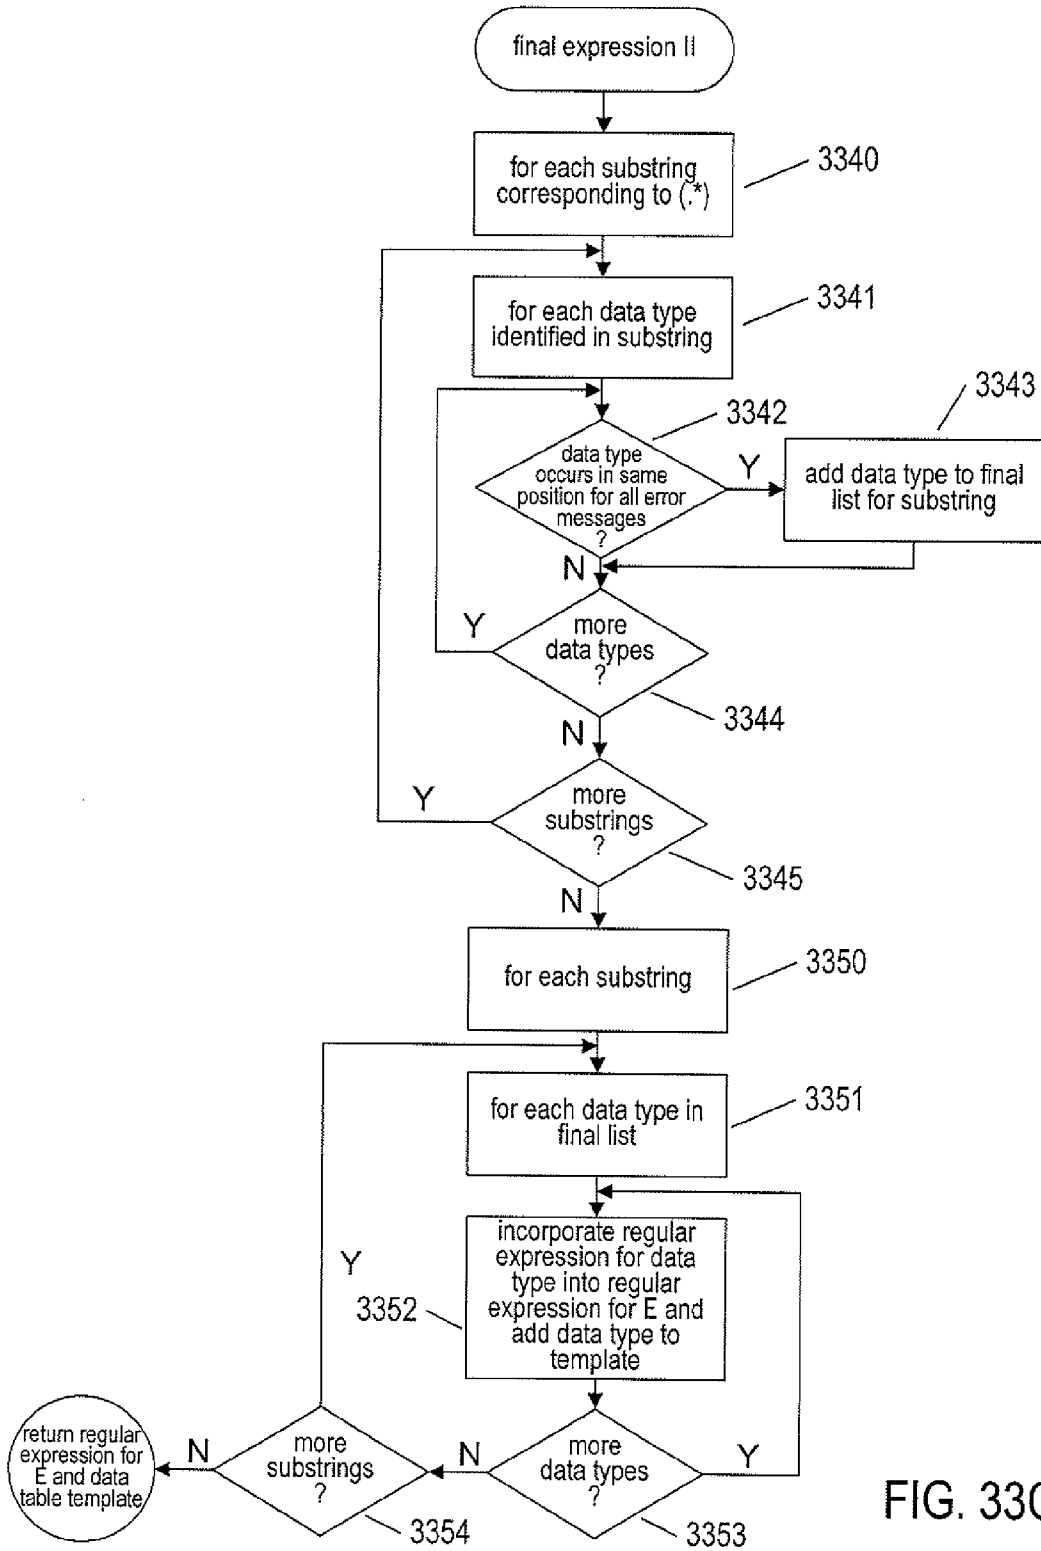 final expression II
for each substring
corresponding to (.*)
3340
for each data type
identified in substring
3341
data type
occurs in same
position for all error
messages
?
3342
Y
add data type to final
list for substring
3343
N
more
data types
?
Y
3344
N
more
substrings
?
Y
3345
N
for each substring
3350
for each data type in
final list
3351
incorporate regular
expression for data
type into regular
expression for E and
add data type to
template
3352
Y
more
data types
?
Y
3353
N
more
substrings
?
3354
N
return regular
expression for
E and data
table template